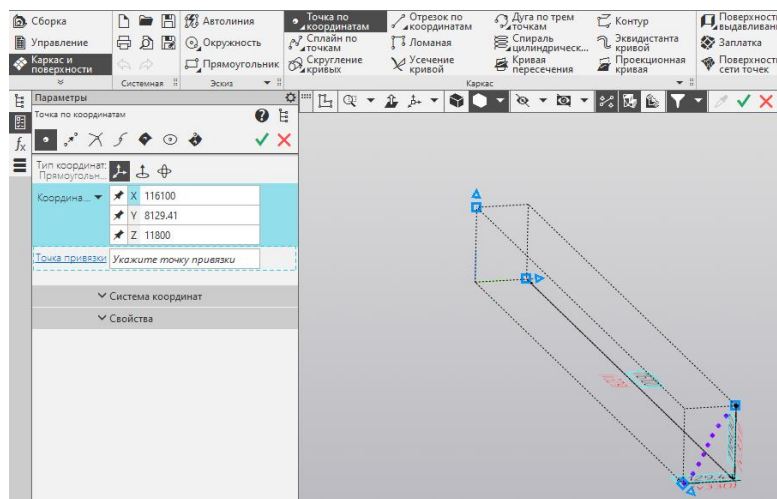 Сборка
Управление
Каркас и
поверхности
Системная
Автолиния
Окружность
Прямоугольник
Эскиз
Точка по
координатам
Сплайн по
точкам
Скругление
кривых
Отрезок по
координатам
Ломаная
Усечение
кривой
Дуга по трем
точкам
Спираль
цилиндрическ...
Кривая
пересечения
Контур
Эквидистанта
кривой
Проекционная
кривая
Каркас
Поверхност
выдавливан
Заплатка
Поверхност
сети точек
Параметры
Точка по координатам
Тип координат:
Прямоугольн...
Координа...
X 116100
Y 8129.41
Z 11800
Точка привязки Укажите точку привязки
Система координат
Свойства